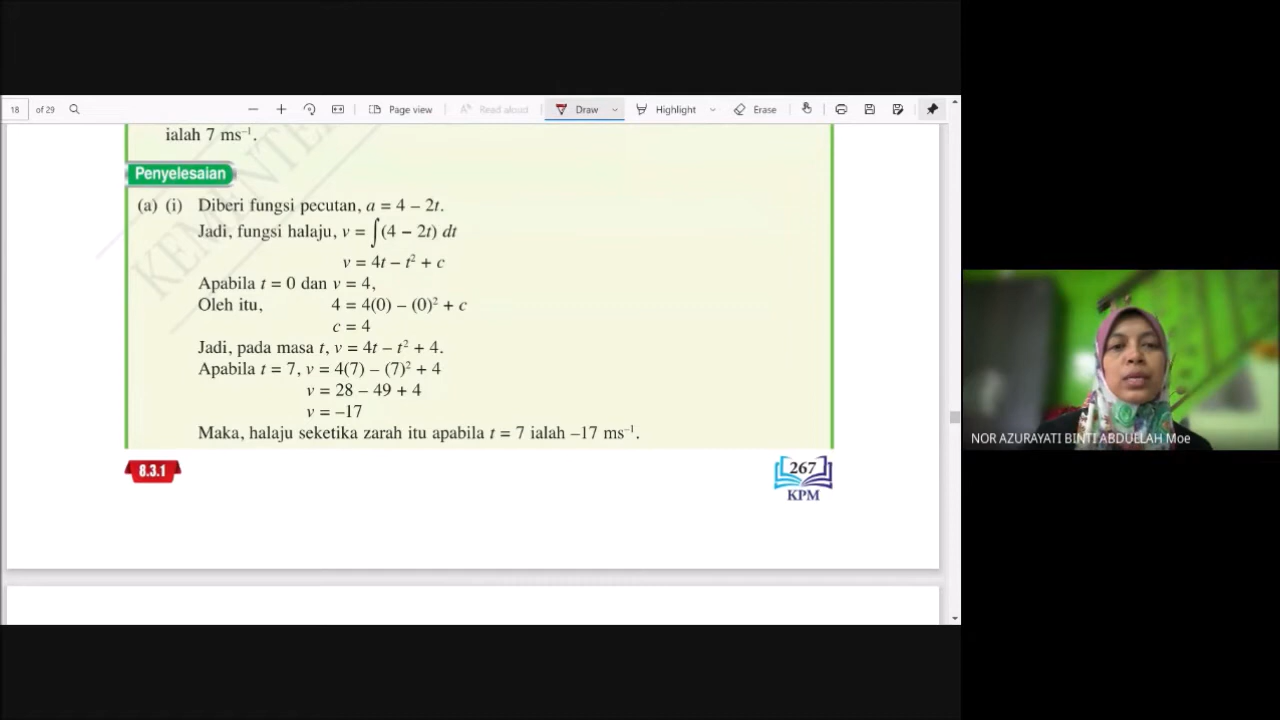 18 of 29 Page view Read aloud Draw Highlight Erase
ialah 7 ms⁻¹.
Penyelesaian
(a) (i) Diberi fungsi pecutan, a = 4 – 2t.
Jadi, fungsi halaju, v = ∫(4 – 2t) dt
v = 4t – t² + c
Apabila t = 0 dan v = 4,
Oleh itu, 4 = 4(0) – (0)² + c
c = 4
Jadi, pada masa t, v = 4t – t² + 4.
Apabila t = 7, v = 4(7) – (7)² + 4
v = 28 – 49 + 4
v = –17
Maka, halaju seketika zarah itu apabila t = 7 ialah –17 ms⁻¹.
8.3.1
267
KPM
NOR AZURAYATI BINTI ABDUELAH Moe